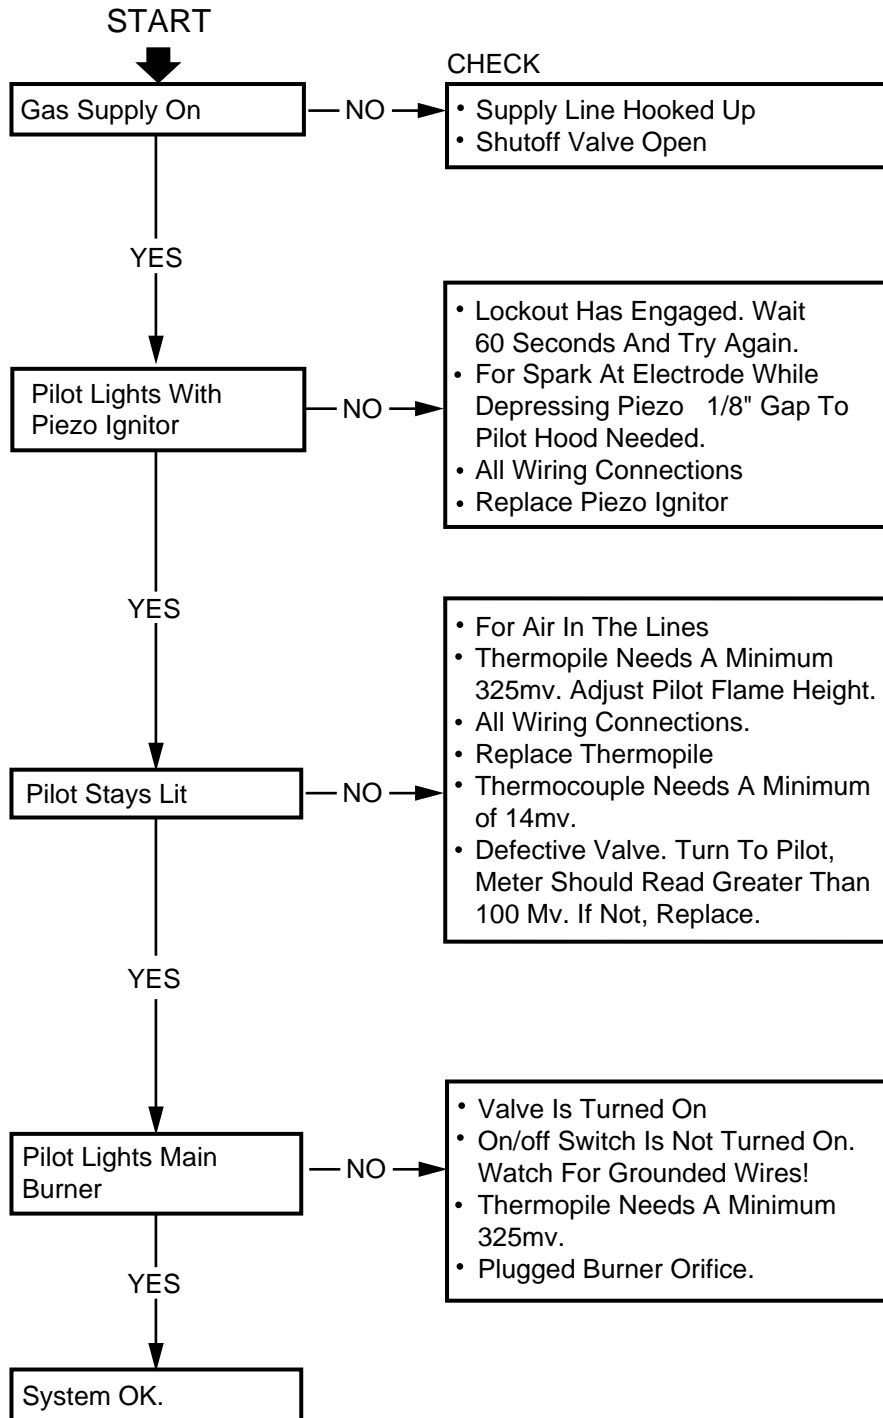 START
CHECK
Gas Supply On
NO
• Supply Line Hooked Up
• Shutoff Valve Open
YES
Pilot Lights With
Piezo Ignitor
NO
• Lockout Has Engaged. Wait
60 Seconds And Try Again.
• For Spark At Electrode While
Depressing Piezo 1/8" Gap To
Pilot Hood Needed.
• All Wiring Connections
• Replace Piezo Ignitor
YES
Pilot Stays Lit
NO
• For Air In The Lines
• Thermopile Needs A Minimum
325mv. Adjust Pilot Flame Height.
• All Wiring Connections.
• Replace Thermopile
• Thermocouple Needs A Minimum
of 14mv.
• Defective Valve. Turn To Pilot,
Meter Should Read Greater Than
100 Mv. If Not, Replace.
YES
Pilot Lights Main
Burner
NO
• Valve Is Turned On
• On/off Switch Is Not Turned On.
Watch For Grounded Wires!
• Thermopile Needs A Minimum
325mv.
• Plugged Burner Orifice.
YES
System OK.